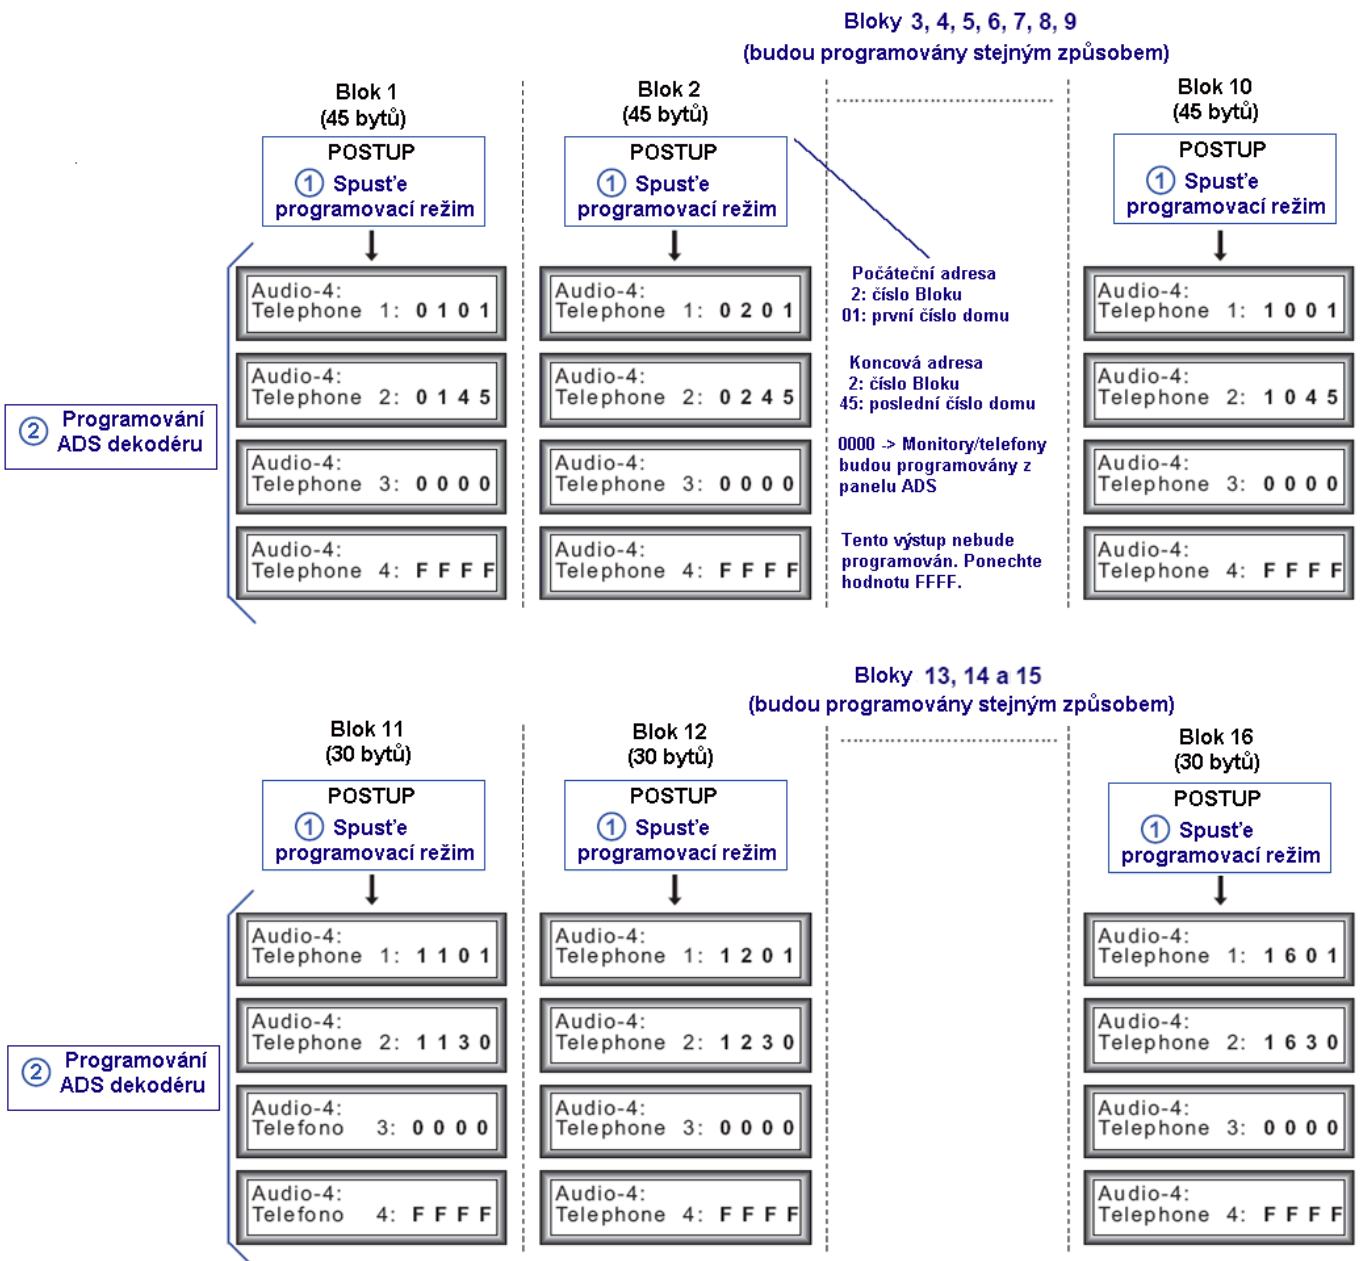 Bloky 3, 4, 5, 6, 7, 8, 9
(budou programovány stejným způsobem)
Blok 1
(45 bytů)
POSTUP
1 Spusťe
programovací režim
Audio-4:
Telephone 1: 0 1 0 1
Audio-4:
Telephone 2: 0 1 4 5
Audio-4:
Telephone 3: 0 0 0 0
Audio-4:
Telephone 4: F F F F
2 Programování
ADS dekodéru
Blok 2
(45 bytů)
POSTUP
1 Spusťe
programovací režim
Audio-4:
Telephone 1: 0 2 0 1
Audio-4:
Telephone 2: 0 2 4 5
Audio-4:
Telephone 3: 0 0 0 0
Audio-4:
Telephone 4: F F F F
Počáteční adresa
2: číslo Bloku
01: první číslo domu
Koncová adresa
2: číslo Bloku
45: poslední číslo domu
0000 -> Monitory/telefony
budou programovány z
panelu ADS
Tento výstup nebude
programován. Ponechte
hodnotu FFFF.
Blok 10
(45 bytů)
POSTUP
1 Spusťe
programovací režim
Audio-4:
Telephone 1: 1 0 0 1
Audio-4:
Telephone 2: 1 0 4 5
Audio-4:
Telephone 3: 0 0 0 0
Audio-4:
Telephone 4: F F F F
Bloky 13, 14 a 15
(budou programovány stejným způsobem)
Blok 11
(30 bytů)
POSTUP
1 Spusťe
programovací režim
Audio-4:
Telephone 1: 1 1 0 1
Audio-4:
Telephone 2: 1 1 3 0
Audio-4:
Telefono 3: 0 0 0 0
Audio-4:
Telefono 4: F F F F
2 Programování
ADS dekodéru
Blok 12
(30 bytů)
POSTUP
1 Spusťe
programovací režim
Audio-4:
Telephone 1: 1 2 0 1
Audio-4:
Telephone 2: 1 2 3 0
Audio-4:
Telephone 3: 0 0 0 0
Audio-4:
Telephone 4: F F F F
Blok 16
(30 bytů)
POSTUP
1 Spusťe
programovací režim
Audio-4:
Telephone 1: 1 6 0 1
Audio-4:
Telephone 2: 1 6 3 0
Audio-4:
Telephone 3: 0 0 0 0
Audio-4:
Telephone 4: F F F F